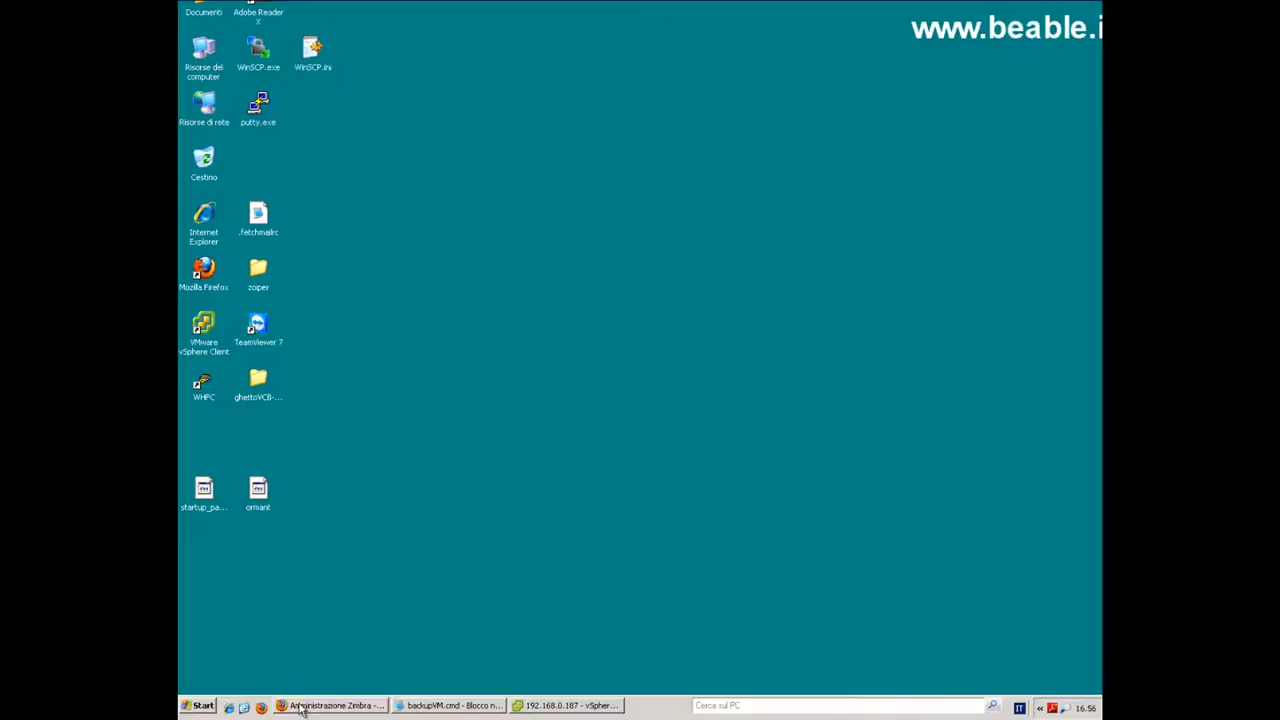 Documenti
Adobe Reader
X
www.beable.i
Risorse del
computer
WinSCP.exe
WinSCP.ini
Risorse di rete
putty.exe
Cestino
Internet
Explorer
.fetchmailrc
Mozilla Firefox
zoiper
VMware
vSphere Client
TeamViewer 7
WHFC
ghettoVCB-...
startup_pa...
ormant
Start
Amministrazione Zimbra -...
backupVM.cmd - Blocco n...
192.168.0.187 - vSpher...
Cerca sul PC
IT
«
16.56